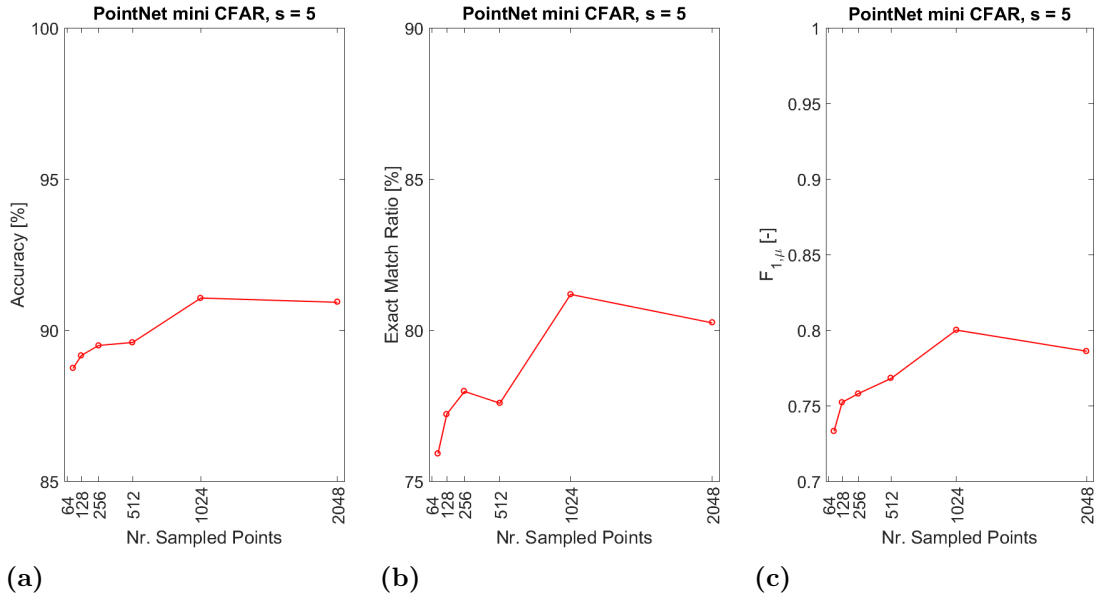 PointNet mini CFAR, s = 5
100
95
90
85
Accuracy [%]
64
128
256
512
1024
2048
Nr. Sampled Points
(a)
PointNet mini CFAR, s = 5
90
85
80
75
Exact Match Ratio [%]
64
128
256
512
1024
2048
Nr. Sampled Points
(b)
PointNet mini CFAR, s = 5
1
0.95
0.9
0.85
0.8
0.75
0.7
F1,μ [-]
64
128
256
512
1024
2048
Nr. Sampled Points
(c)